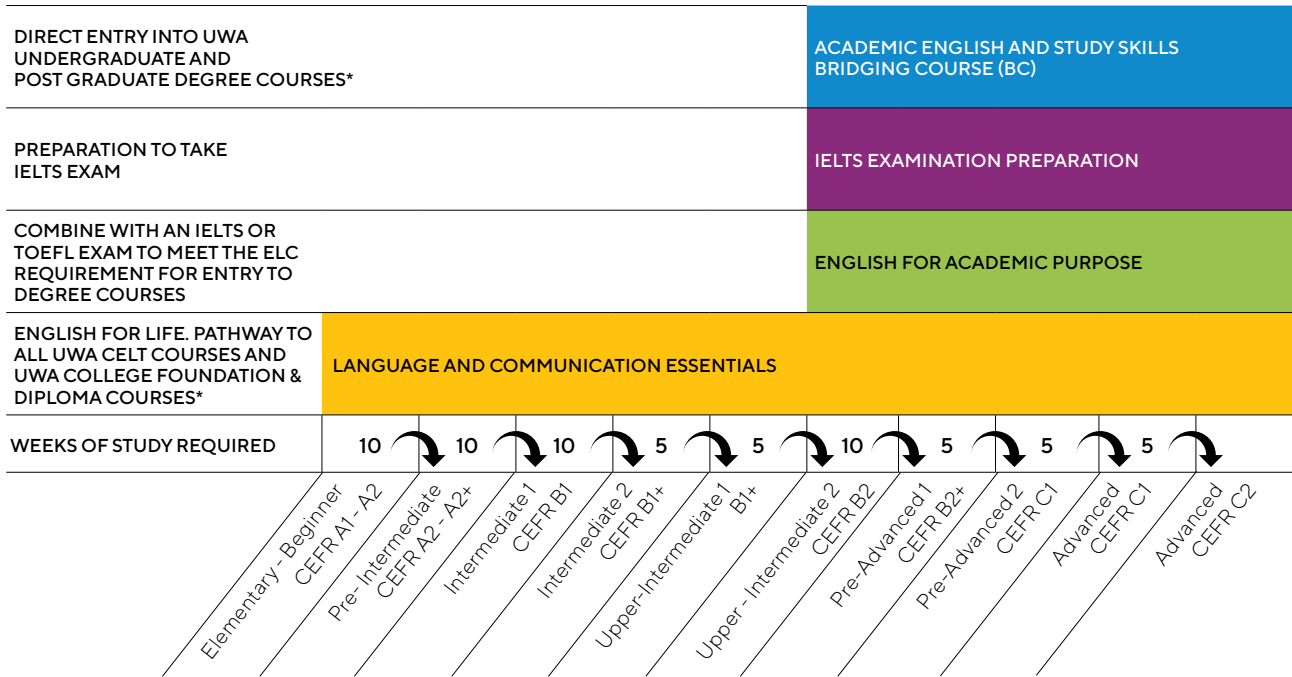 DIRECT ENTRY INTO UWA
UNDERGRADUATE AND
POST GRADUATE DEGREE COURSES*
ACADEMIC ENGLISH AND STUDY SKILLS
BRIDGING COURSE (BC)
PREPARATION TO TAKE
IELTS EXAM
IELTS EXAMINATION PREPARATION
COMBINE WITH AN IELTS OR
TOEFL EXAM TO MEET THE ELC
REQUIREMENT FOR ENTRY TO
DEGREE COURSES
ENGLISH FOR ACADEMIC PURPOSE
ENGLISH FOR LIFE. PATHWAY TO
ALL UWA CELT COURSES AND
UWA COLLEGE FOUNDATION &
DIPLOMA COURSES*
LANGUAGE AND COMMUNICATION ESSENTIALS
WEEKS OF STUDY REQUIRED 10 10 10 5 5 10 5 5 5
Elementary - Beginner
CEFR A1 - A2
Pre- Intermediate
CEFR A2 - A2+
Intermediate 1
CEFR B1
Intermediate 2
CEFR B1+
Upper-Intermediate 1
B1+
Upper - Intermediate 2
CEFR B2
Pre-Advanced 1
CEFR B2+
Pre-Advanced 2
CEFR C1
Advanced
CEFR C1
Advanced
CEFR C2